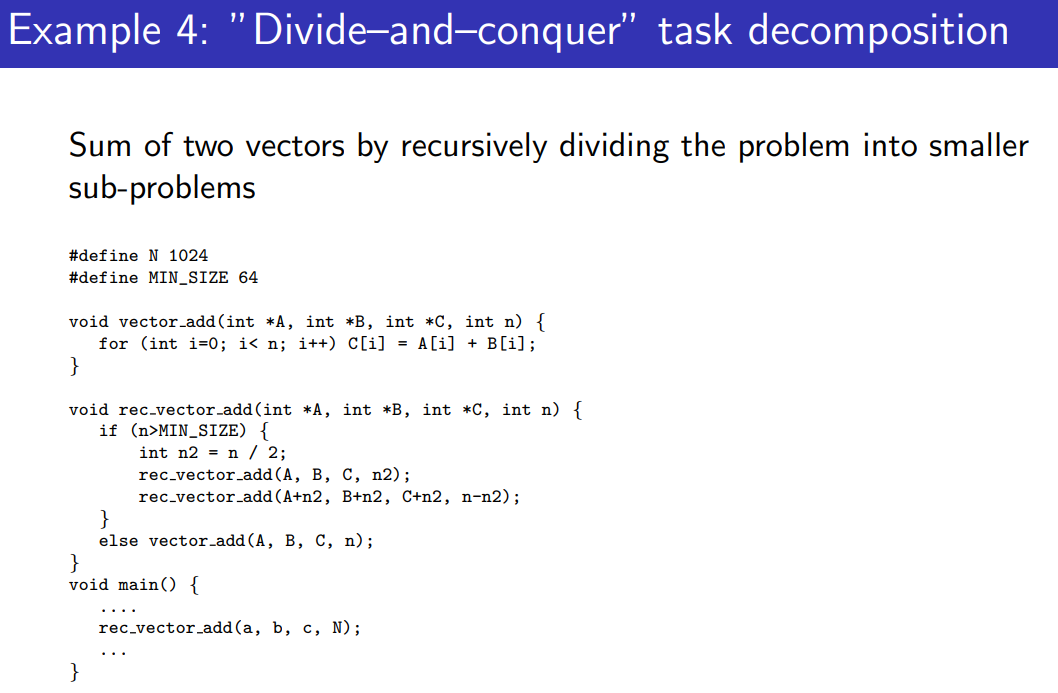 Example 4: ”Divide–and–conquer” task decomposition
Sum of two vectors by recursively dividing the problem into smaller
sub-problems
#define N 1024
#define MIN_SIZE 64
void vector_add(int *A, int *B, int *C, int n) {
for (int i=0; i< n; i++) C[i] = A[i] + B[i];
}
void rec_vector_add(int *A, int *B, int *C, int n) {
if (n>MIN_SIZE) {
int n2 = n / 2;
rec_vector_add(A, B, C, n2);
rec_vector_add(A+n2, B+n2, C+n2, n-n2);
}
else vector_add(A, B, C, n);
}
void main() {
....
rec_vector_add(a, b, c, N);
...
}